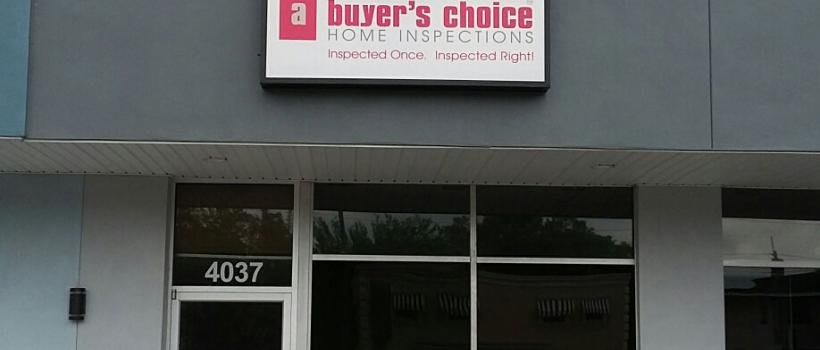 a buyer's choice
HOME INSPECTIONS
Inspected Once. Inspected Right!
4037